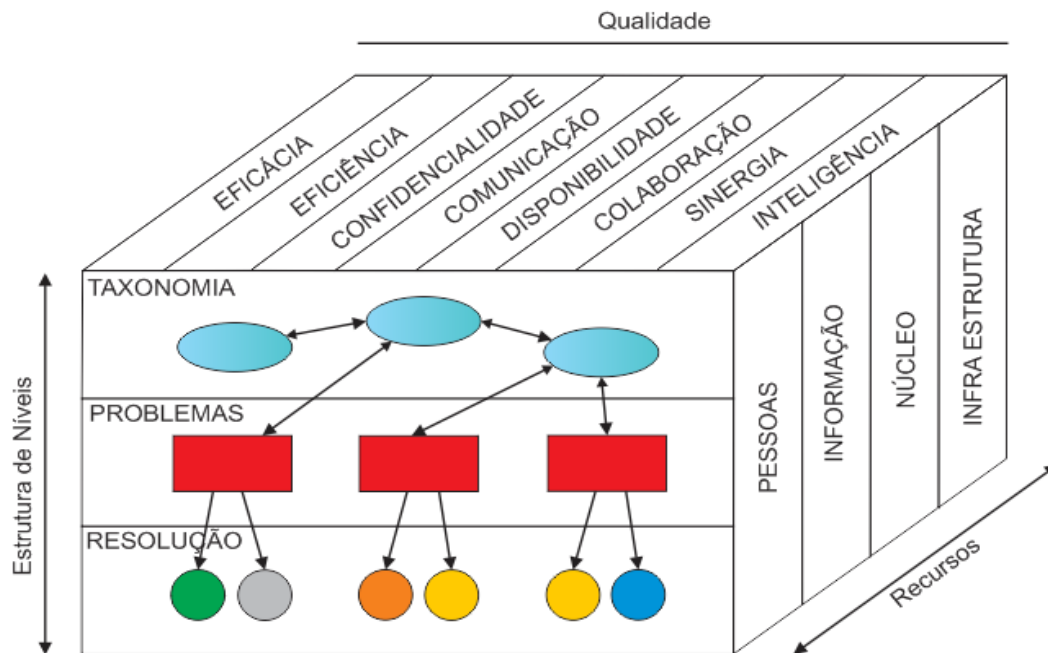 Qualidade
EFICÁCIA
EFICIÊNCIA
CONFIDENCIALIDADE
COMUNICAÇÃO
DISPONIBILIDADE
COLABORAÇÃO
SINERGIA
INTELIGÊNCIA
Estrutura de Níveis
TAXONOMIA
PROBLEMAS
RESOLUÇÃO
PESSOAS
INFORMAÇÃO
NÚCLEO
INFRA ESTRUTURA
Recursos